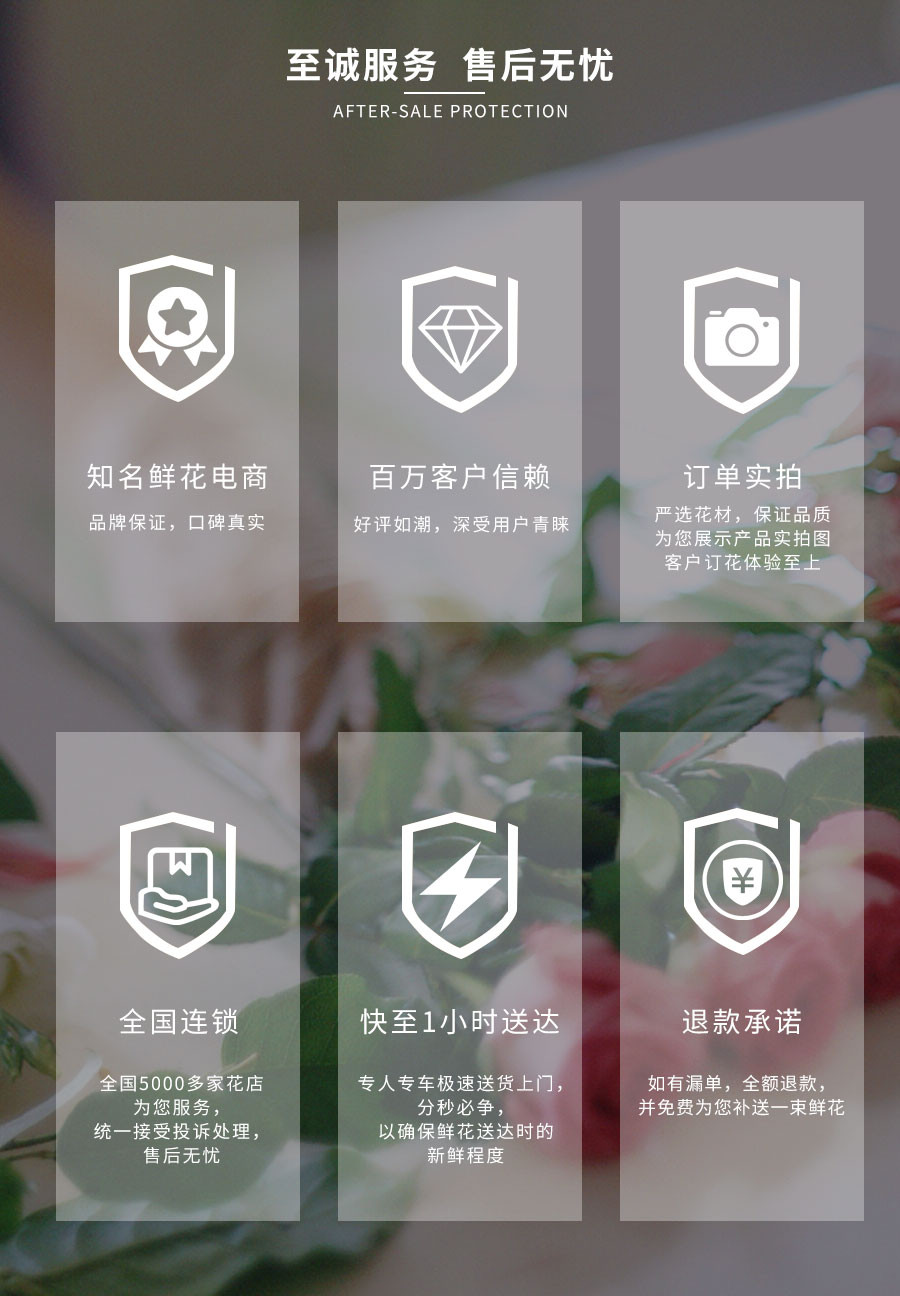 至诚服务 售后无忧
AFTER-SALE PROTECTION
知名鲜花电商
品牌保证，口碑真实
百万客户信赖
好评如潮，深受用户青睐
订单实拍
严选花材，保证品质
为您展示产品实拍图
客户订花体验至上
全国连锁
全国5000多家花店
为您服务，
统一接受投诉处理，
售后无忧
快至1小时送达
专人专车极速送货上门，
分秒必争，
以确保鲜花送达时的
新鲜程度
¥
退款承诺
如有漏单，全额退款，
并免费为您补送一束鲜花